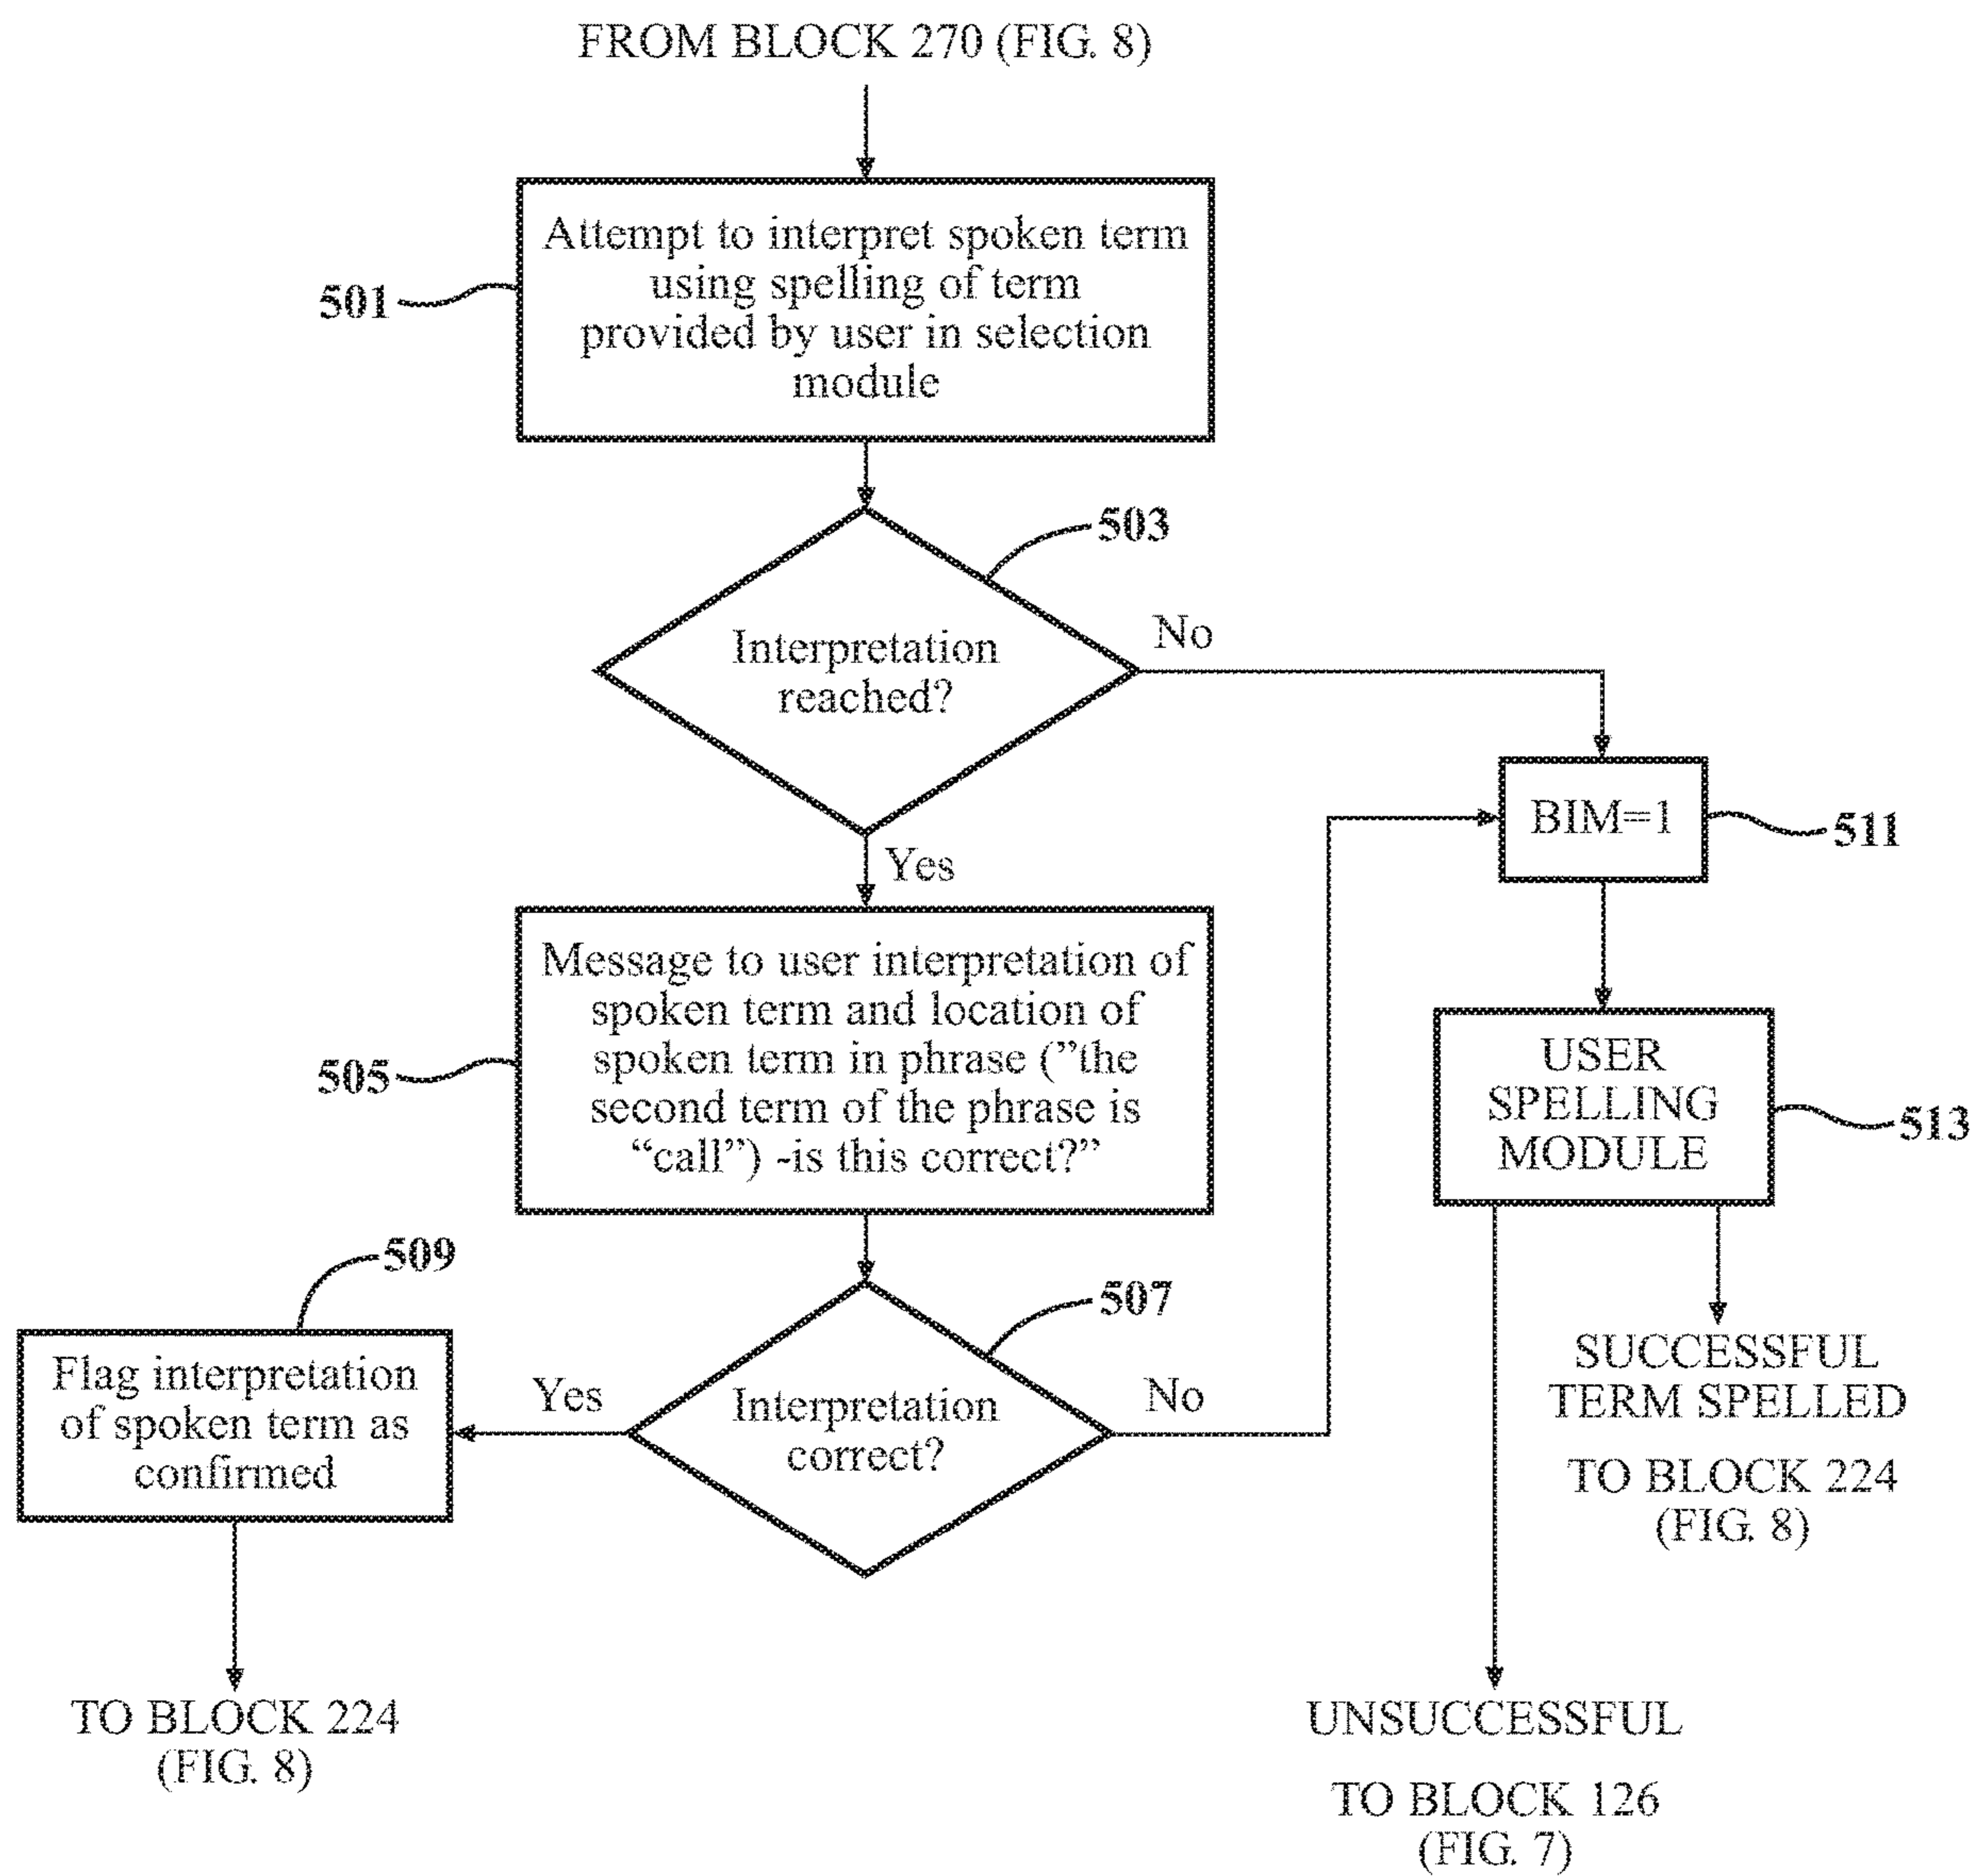 FROM BLOCK 270 (FIG. 8)
501
Attempt to interpret spoken term
using spelling of term
provided by user in selection
module
503
Interpretation
reached?
No
Yes
BIM=1
511
505
Message to user interpretation of
spoken term and location of
spoken term in phrase (”the
second term of the phrase is
“call”) -is this correct?”
USER
SPELLING
MODULE
513
507
Interpretation
correct?
Yes
No
509
Flag interpretation
of spoken term as
confirmed
SUCCESSFUL
TERM SPELLED
TO BLOCK 224
(FIG. 8)
TO BLOCK 224
(FIG. 8)
UNSUCCESSFUL
TO BLOCK 126
(FIG. 7)